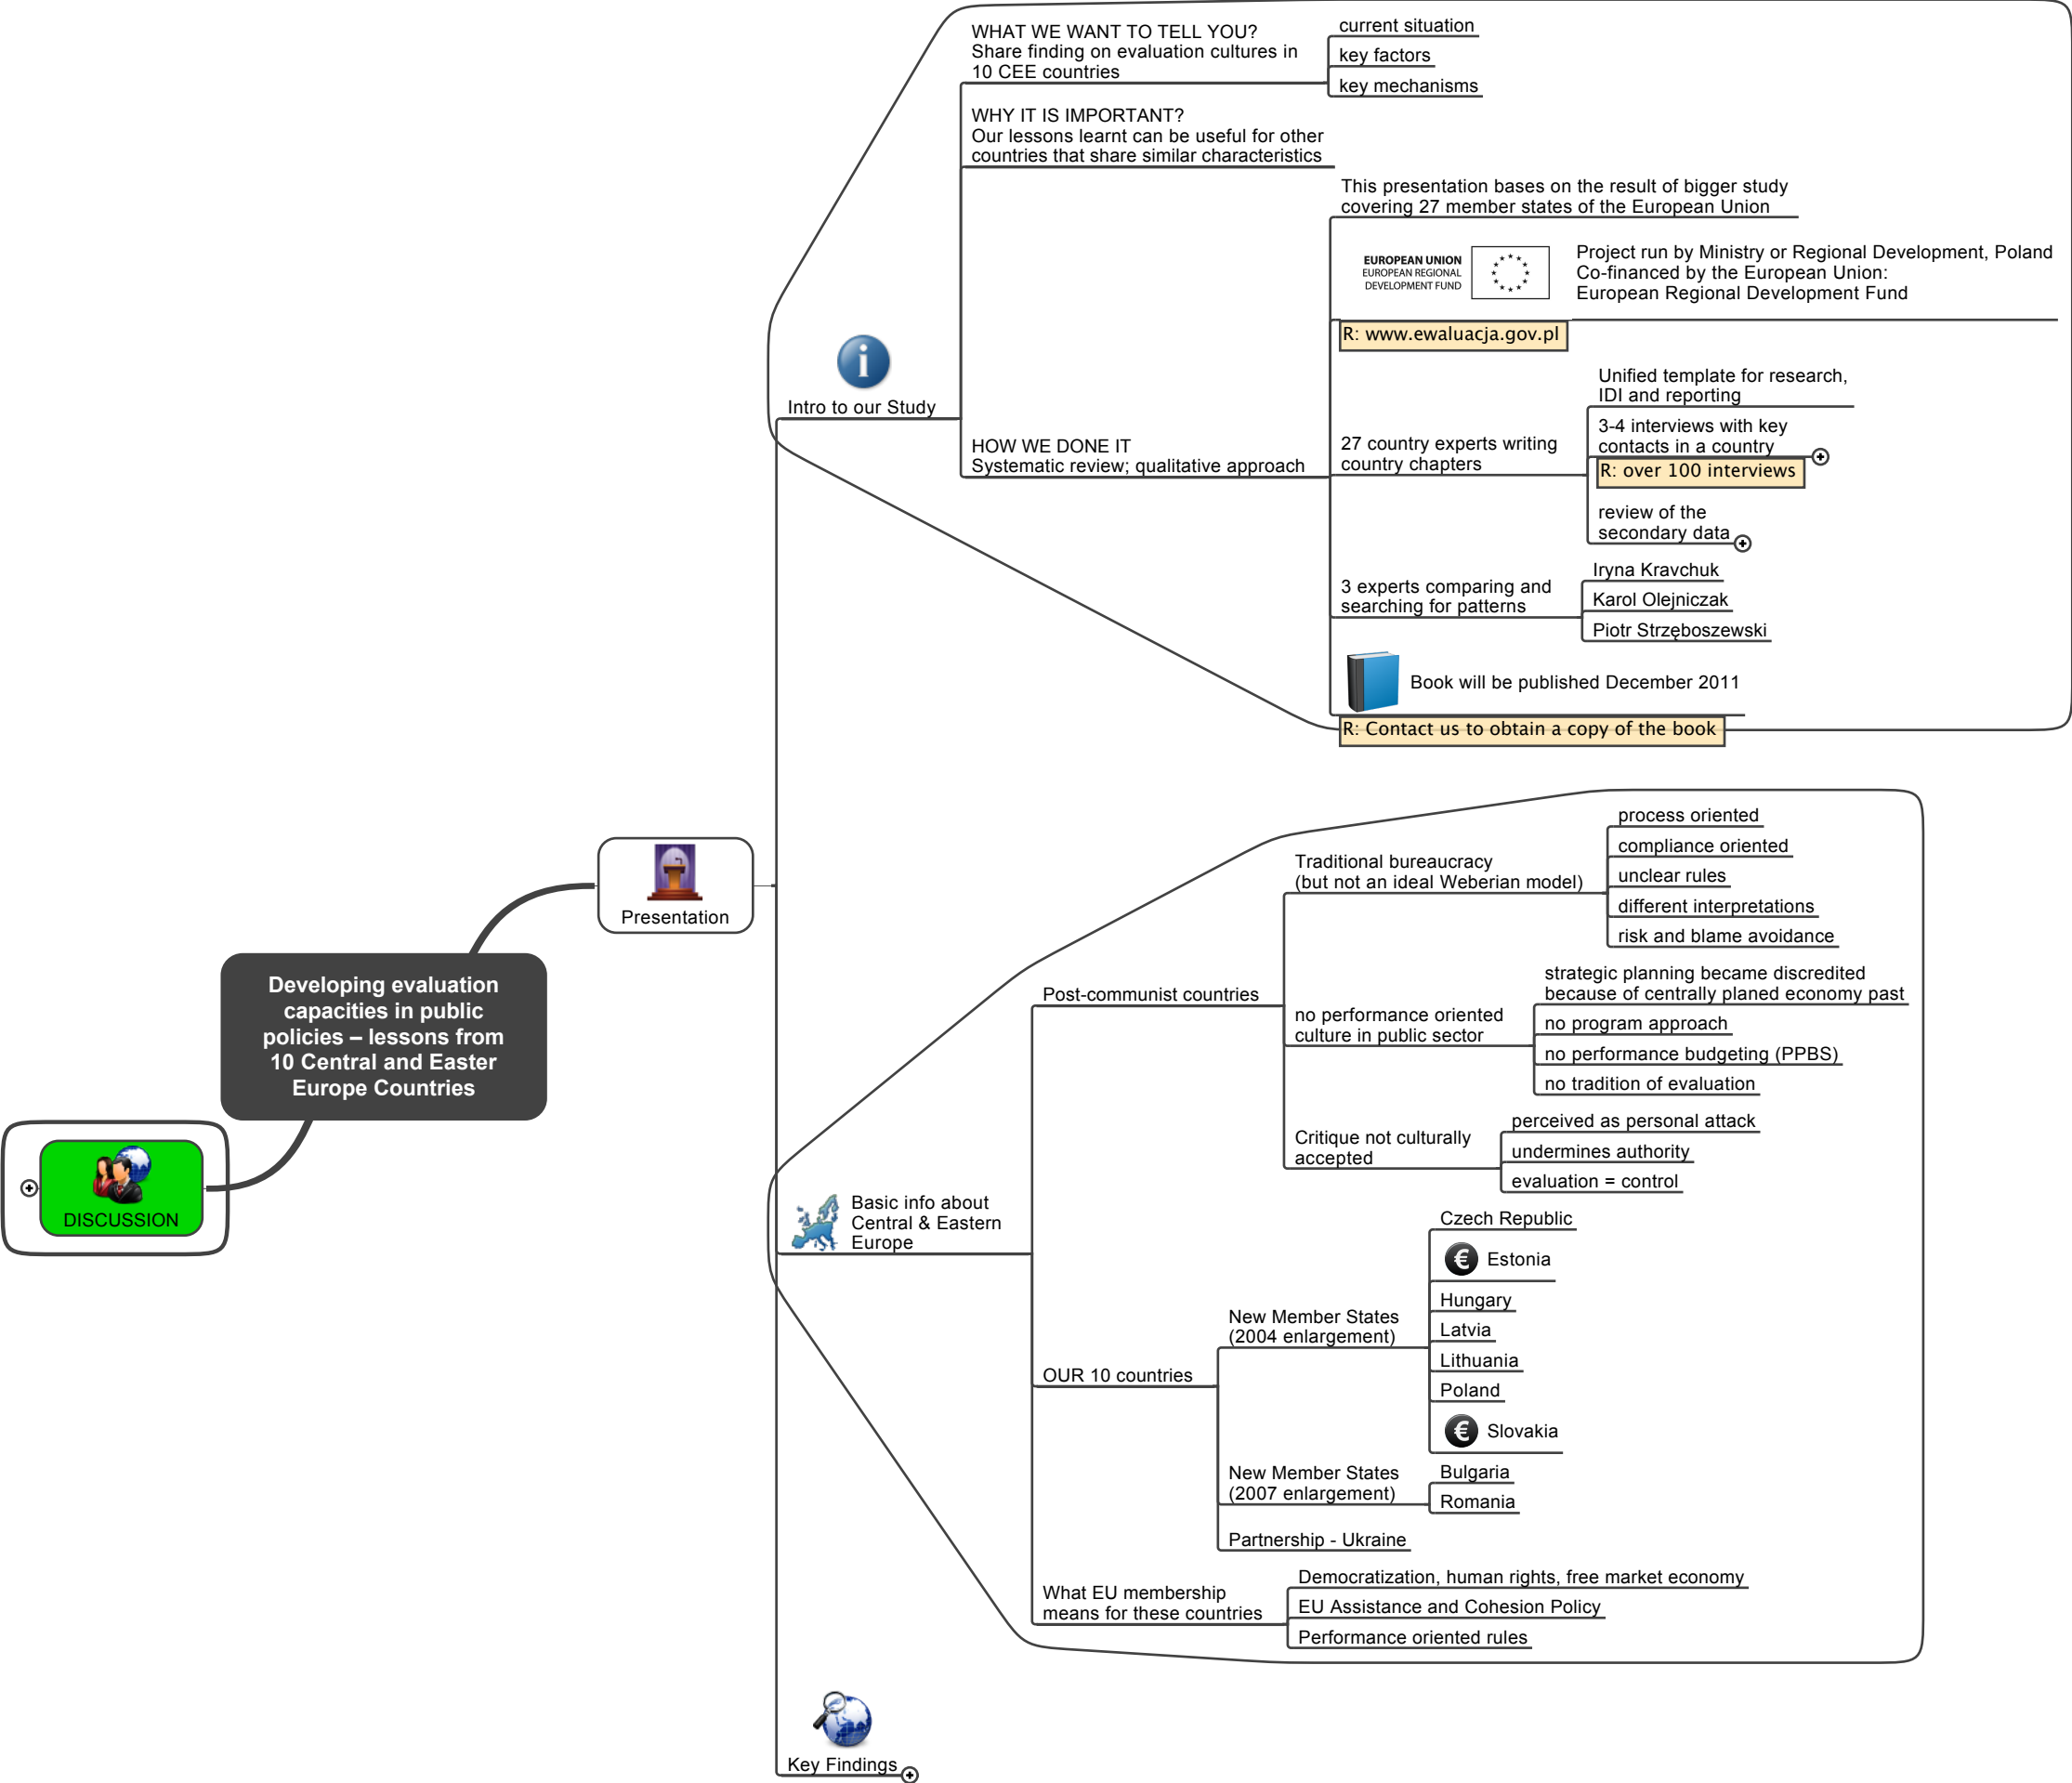 WHAT WE WANT TO TELL YOU?
Share finding on evaluation cultures in
10 CEE countries
current situation
key factors
key mechanisms
WHY IT IS IMPORTANT?
Our lessons learnt can be useful for other
countries that share similar characteristics
This presentation bases on the result of bigger study
covering 27 member states of the European Union
EUROPEAN UNION
EUROPEAN REGIONAL
DEVELOPMENT FUND
Project run by Ministry or Regional Development, Poland
Co-financed by the European Union:
European Regional Development Fund
R: www.ewaluacja.gov.pl
Intro to our Study
HOW WE DONE IT
Systematic review; qualitative approach
27 country experts writing
country chapters
Unified template for research,
IDI and reporting
3-4 interviews with key
contacts in a country
R: over 100 interviews
review of the
secondary data
3 experts comparing and
searching for patterns
Iryna Kravchuk
Karol Olejniczak
Piotr Strzęboszewski
Book will be published December 2011
R: Contact us to obtain a copy of the book
Presentation
Developing evaluation
capacities in public
policies – lessons from
10 Central and Easter
Europe Countries
DISCUSSION
Basic info about
Central & Eastern
Europe
Post-communist countries
Traditional bureaucracy
(but not an ideal Weberian model)
process oriented
compliance oriented
unclear rules
different interpretations
risk and blame avoidance
no performance oriented
culture in public sector
strategic planning became discredited
because of centrally planed economy past
no program approach
no performance budgeting (PPBS)
no tradition of evaluation
Critique not culturally
accepted
perceived as personal attack
undermines authority
evaluation = control
OUR 10 countries
New Member States
(2004 enlargement)
Czech Republic
€ Estonia
Hungary
Latvia
Lithuania
Poland
€ Slovakia
New Member States
(2007 enlargement)
Bulgaria
Romania
Partnership - Ukraine
What EU membership
means for these countries
Democratization, human rights, free market economy
EU Assistance and Cohesion Policy
Performance oriented rules
Key Findings